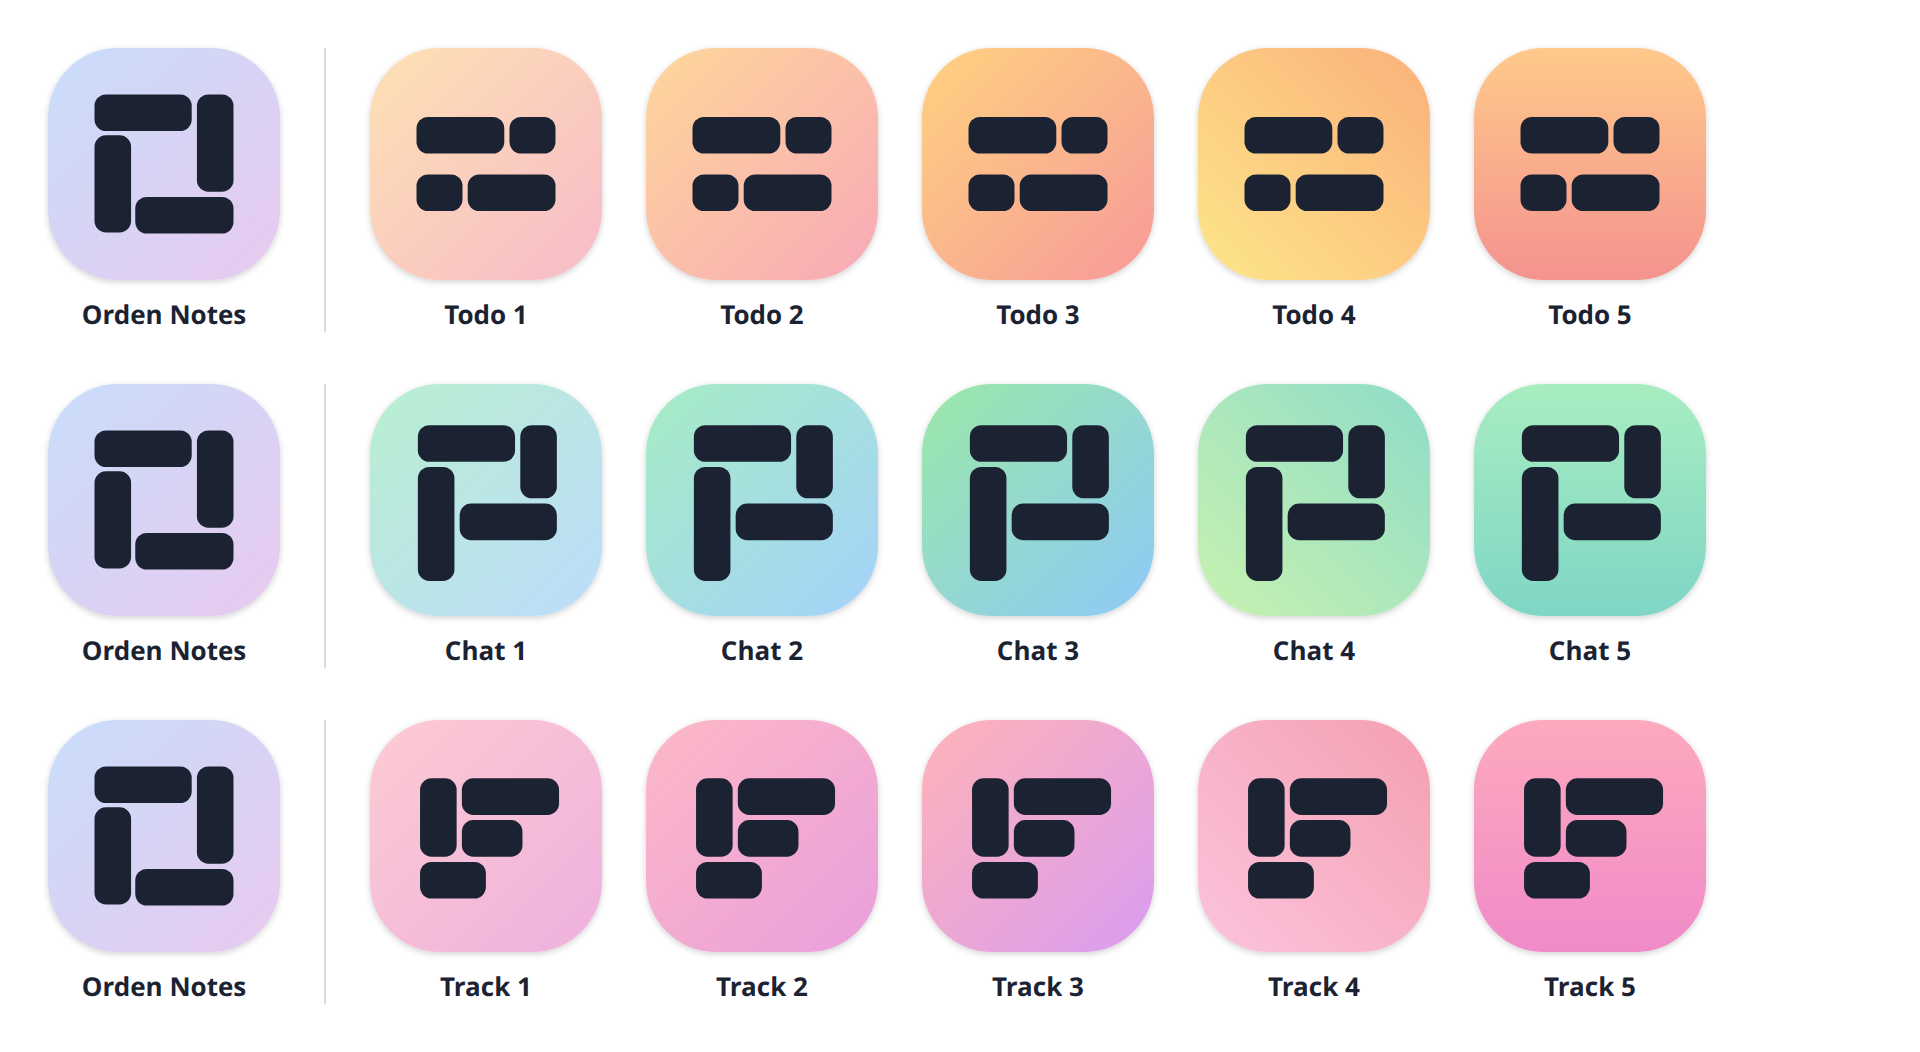 Orden Notes
Todo 1
Todo 2
Todo 3
Todo 4
Todo 5
Orden Notes
Chat 1
Chat 2
Chat 3
Chat 4
Chat 5
Orden Notes
Track 1
Track 2
Track 3
Track 4
Track 5